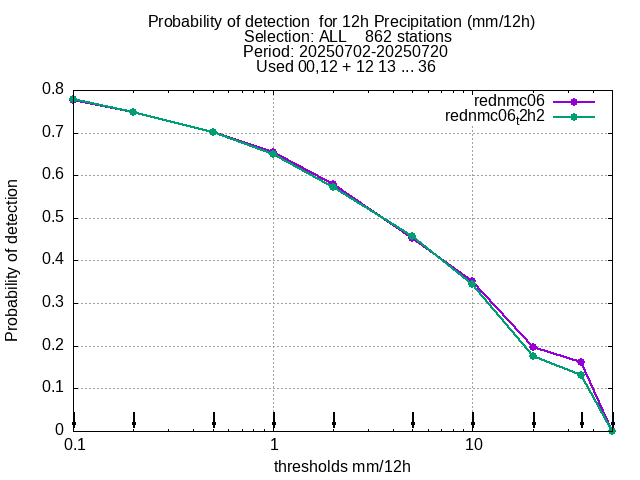 Probability of detection  for 12h Precipitation (mm/12h)
Selection: ALL    862 stations
Period: 20250702-20250720
Used 00,12 + 12 13 ... 36
rednmc06
rednmc06t2h2
0.8
0.7
0.6
0.5
0.4
0.3
0.2
0.1
0
Probability of detection
0.1 1 10
thresholds mm/12h